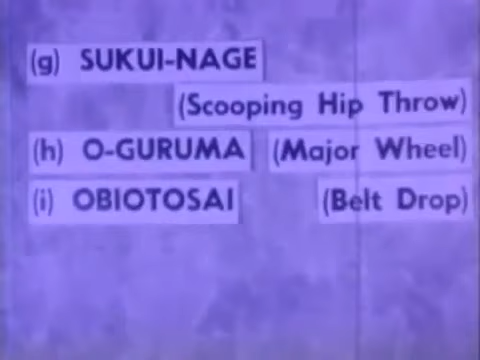 (g) SUKUI-NAGE
(Scooping Hip Throw)
(h) O-GURUMA (Major Wheel)
(i) OBIOTOSAI (Belt Drop)